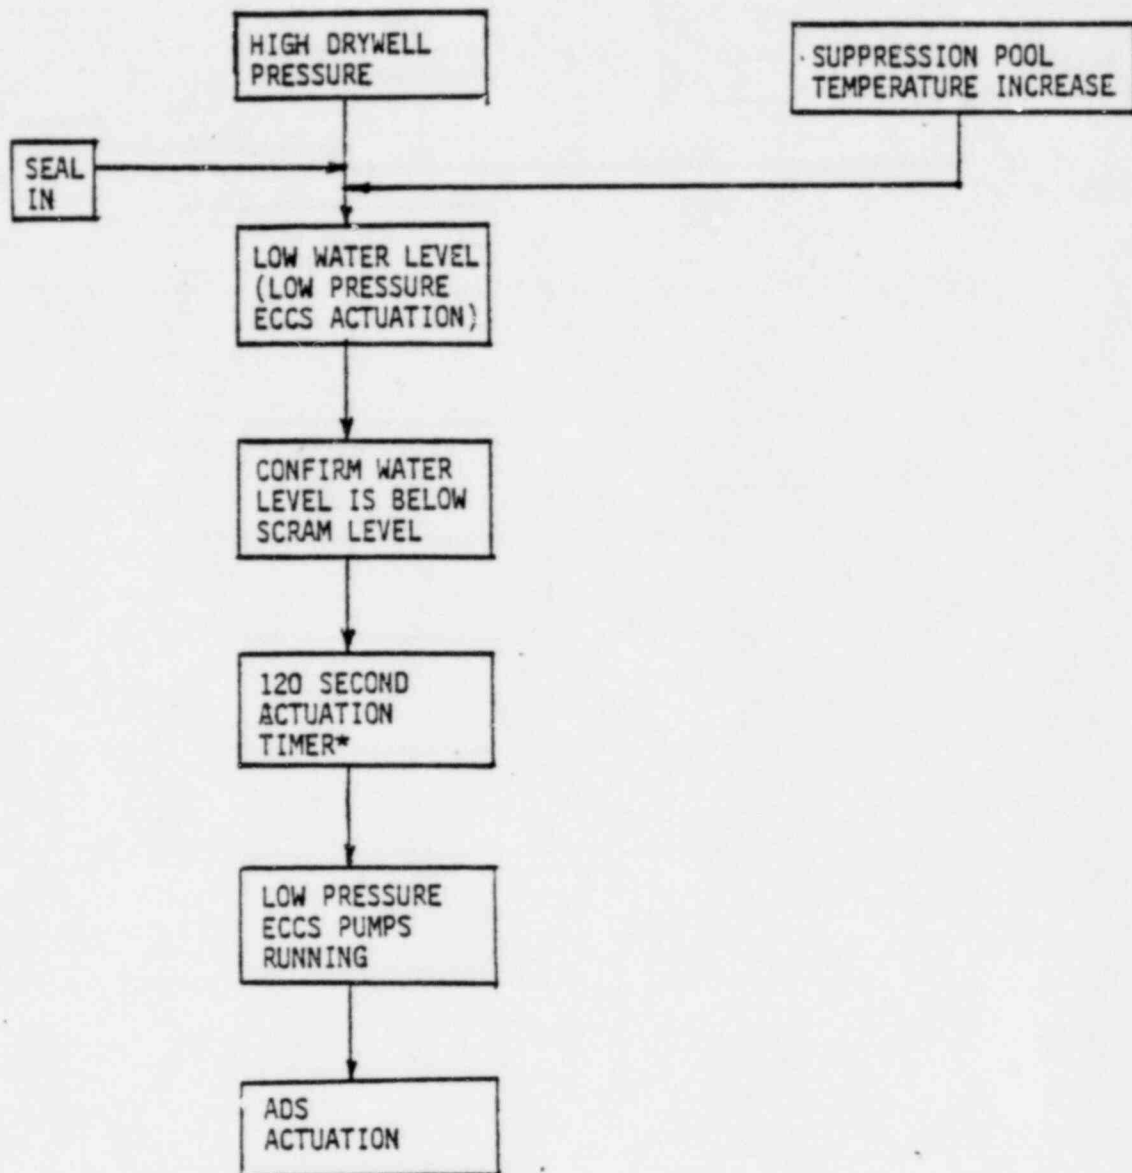 HIGH DRYWELL
PRESSURE
SUPPRESSION POOL
TEMPERATURE INCREASE
SEAL
IN
LOW WATER LEVEL
(LOW PRESSURE
ECCS ACTUATION)
CONFIRM WATER
LEVEL IS BELOW
SCRAM LEVEL
120 SECOND
ACTUATION
TIMER*
LOW PRESSURE
ECCS PUMPS
RUNNING
ADS
ACTUATION